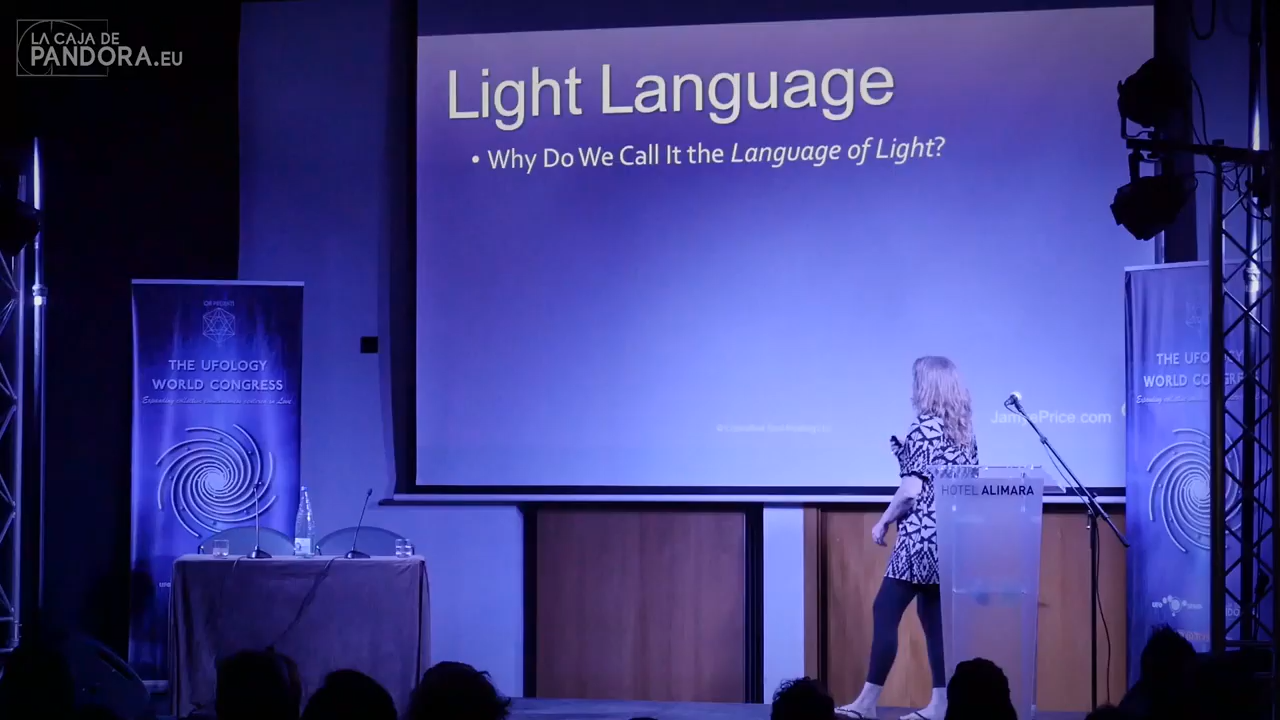 LA CAJA DE
PANDORA.EU
Light Language
• Why Do We Call It the Language of Light?
THE UFOLOGY
WORLD CONGRESS
THE UFOLOGY
WORLD CONGRE
HOTEL ALIMARA